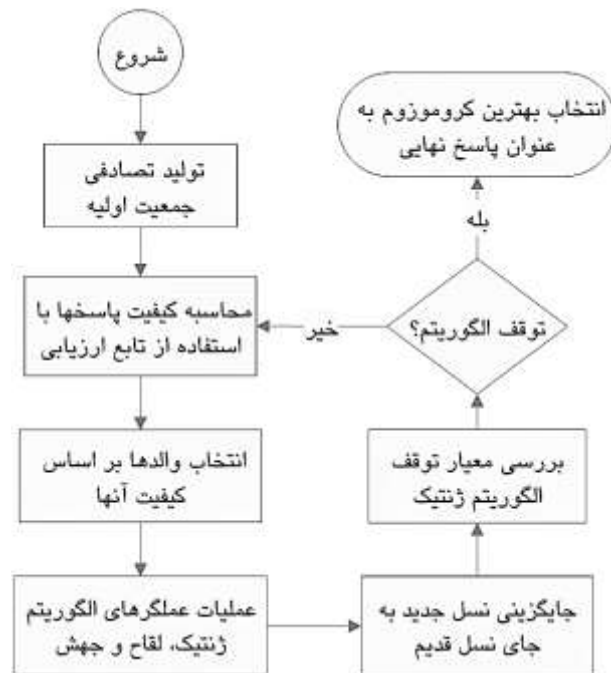 شروع
تولید تصادفی
جمعیت اولیه
محاسبه کیفیت پاسخها با
استفاده از تابع ارزیابی
انتخاب والدها بر اساس
کیفیت آنها
عملیات عملگرهای الگوریتم
ژنتیک، لقاح و جهش
جایگزینی نسل جدید به
جای نسل قدیم
بررسی معیار توقف
الگوریتم ژنتیک
توقف الگوریتم؟
خیر
بله
انتخاب بهترین کروموزوم به
عنوان پاسخ نهایی